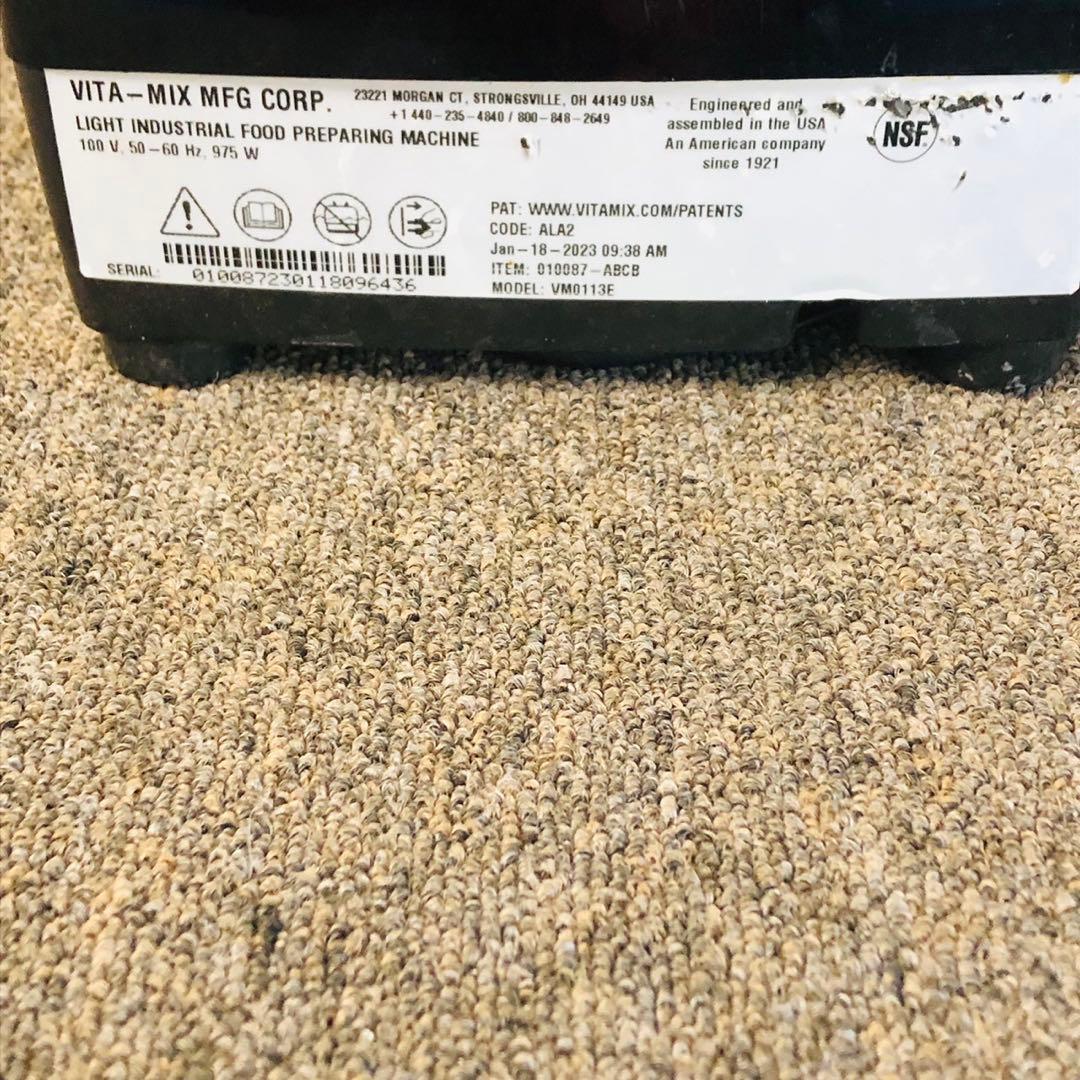 VITA-MIX MFG CORP.
23221 MORGAN CT, STRONGSVILLE, OH 44149 USA
+1 440-235-4840 / 800-848-2649
LIGHT INDUSTRIAL FOOD PREPARING MACHINE
100 V, 50-60 Hz, 975 W
Engineered and
assembled in the USA
An American company
since 1921
NSF
SERIAL: 010087230118096436
PAT: WWW.VITAMIX.COM/PATENTS
CODE: ALA2
Jan-18-2023 09:38 AM
ITEM: 010087-ABCB
MODEL: VM0113E